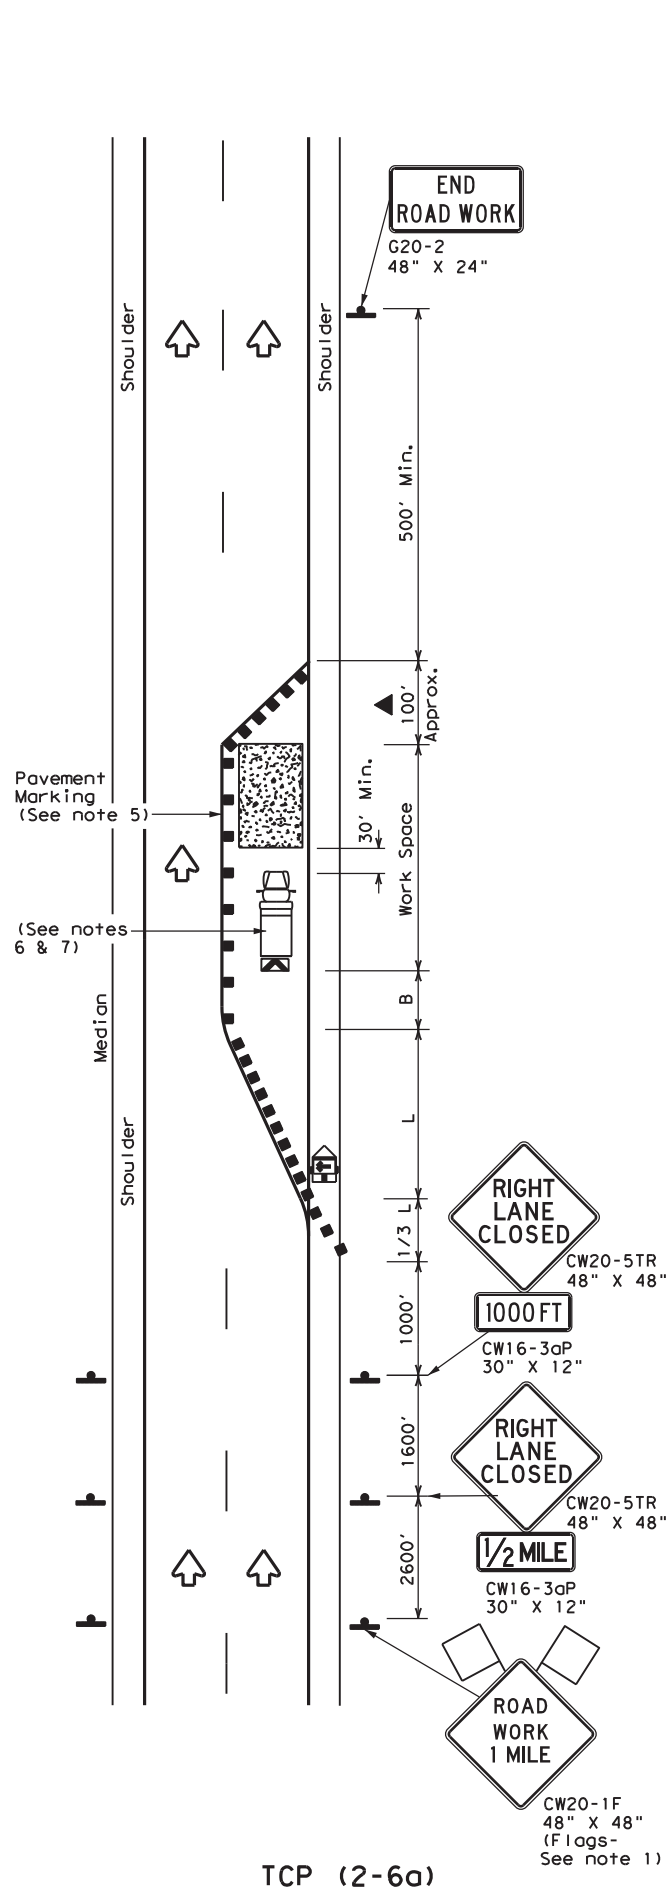 END
ROAD WORK
G20-2
48" X 24"
Shoulder
Shoulder
500' Min.
100'
Approx.
Pavement
Marking
(See note 5)
30' Min.
Work Space
(See notes
6 & 7)
B
Median
Shoulder
L
1/3 L
RIGHT
LANE
CLOSED
CW20-5TR
48" X 48"
1000 FT
CW16-3aP
30" X 12"
1000'
RIGHT
LANE
CLOSED
CW20-5TR
48" X 48"
1/2 MILE
CW16-3aP
30" X 12"
1600'
2600'
ROAD
WORK
1 MILE
CW20-1F
48" X 48"
(Flags-
See note 1)
TCP (2-6a)